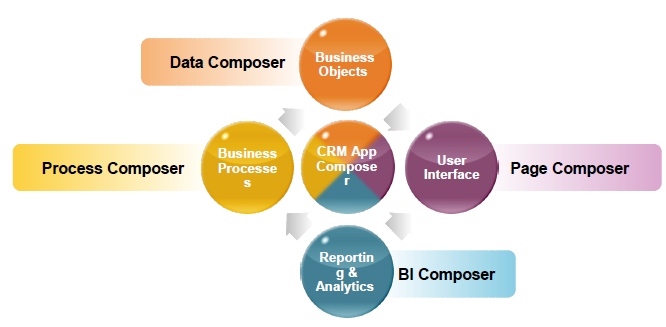 Data Composer
Business
Objects
Process Composer
Business
Processe
s
CRM App
Compose
r
User
Interface
Page Composer
Reportin
g &
Analytics
BI Composer